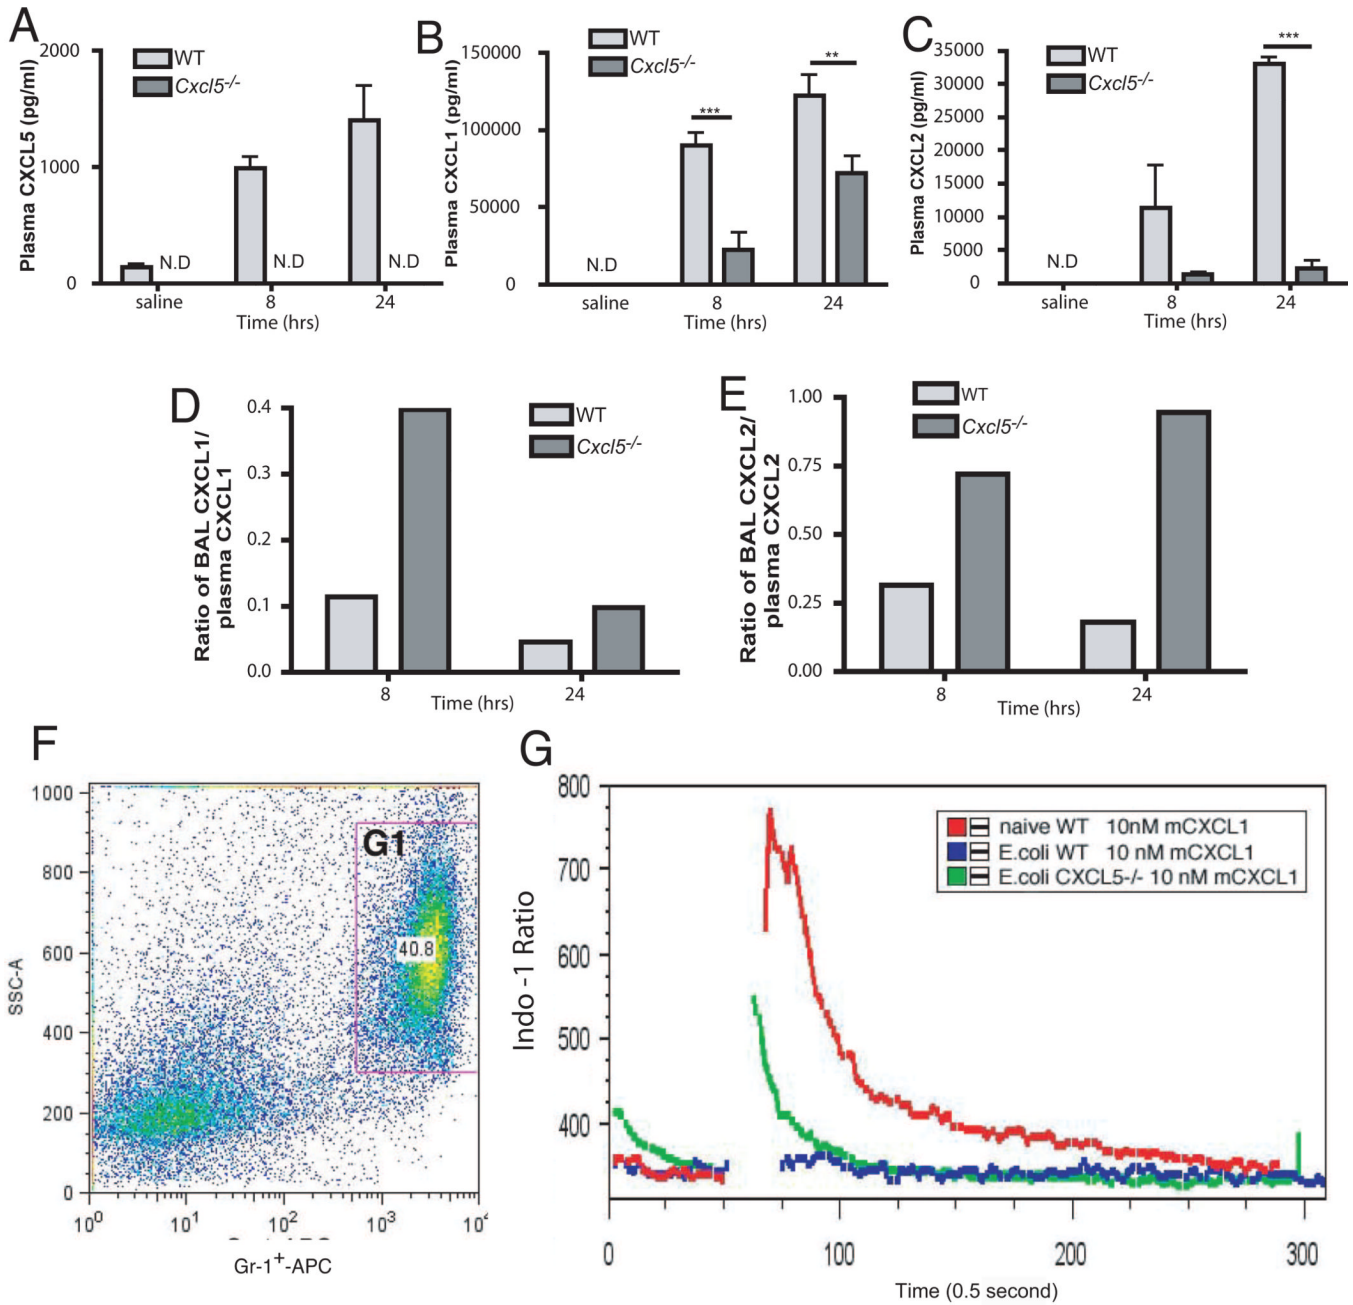 A
Plasma CXCL5 (pg/ml)
2000
1000
0
WT
Cxcl5-/-
N.D
N.D
N.D
saline
8
24
Time (hrs)
B
Plasma CXCL1 (pg/ml)
150000
100000
50000
0
WT
Cxcl5-/-
***
**
N.D
saline
8
24
Time (hrs)
C
Plasma CXCL2 (pg/ml)
35000
30000
25000
20000
15000
10000
5000
0
WT
Cxcl5-/-
***
N.D
saline
8
24
Time (hrs)
D
Ratio of BAL CXCL1/
plasma CXCL1
0.4
0.3
0.2
0.1
0.0
WT
Cxcl5-/-
8
24
Time (hrs)
E
Ratio of BAL CXCL2/
plasma CXCL2
1.00
0.75
0.50
0.25
0.00
WT
Cxcl5-/-
8
24
Time (hrs)
F
SSC-A
1000
800
600
400
200
0
G1
40.8
10^0
10^1
10^2
10^3
Gr-1+-APC
G
Indo -1 Ratio
800
700
600
500
400
naive WT 10nM mCXCL1
E.coli WT 10 nM mCXCL1
E.coli CXCL5-/- 10 nM mCXCL1
0
100
200
300
Time (0.5 second)